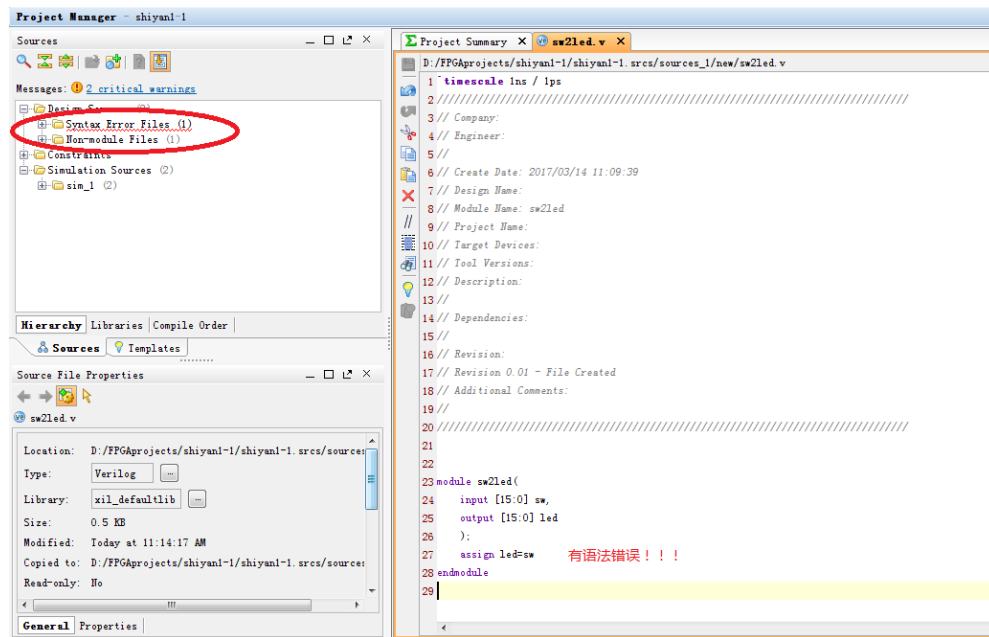 Project Manager - shiyan1-1
Sources
Messages: 2 critical warnings
Syntax Error Files (1)
Non-module Files (1)
Constraints
Simulation Sources (2)
sim_1 (2)
Hierarchy Libraries Compile Order
Sources Templates
Source File Properties
sw2led.v
Location: D:/FPGAprojects/shiyan1-1/shiyan1-1.srcs/sources
Type: Verilog ...
Library: xil_defaultlib ...
Size: 0.5 KB
Modified: Today at 11:14:17 AM
Copied to: D:/FPGAprojects/shiyan1-1/shiyan1-1.srcs/sources
Read-only: No
General Properties
Project Summary sw2led.v
D:/FPGAprojects/shiyan1-1/shiyan1-1.srcs/sources_1/new/sw2led.v
1 `timescale 1ns / 1ps
2 //////////////////////////////////////////////////////////////////////////////////
3 // Company:
4 // Engineer:
5 //
6 // Create Date: 2017/03/14 11:09:39
7 // Design Name:
8 // Module Name: sw2led
9 // Project Name:
10 // Target Devices:
11 // Tool Versions:
12 // Description:
13 //
14 // Dependencies:
15 //
16 // Revision:
17 // Revision 0.01 - File Created
18 // Additional Comments:
19 //
20 //////////////////////////////////////////////////////////////////////////////////
21
22
23 module sw2led(
24 input [15:0] sw,
25 output [15:0] led
26 );
27 assign led=sw 有语法错误！！！
28 endmodule
29